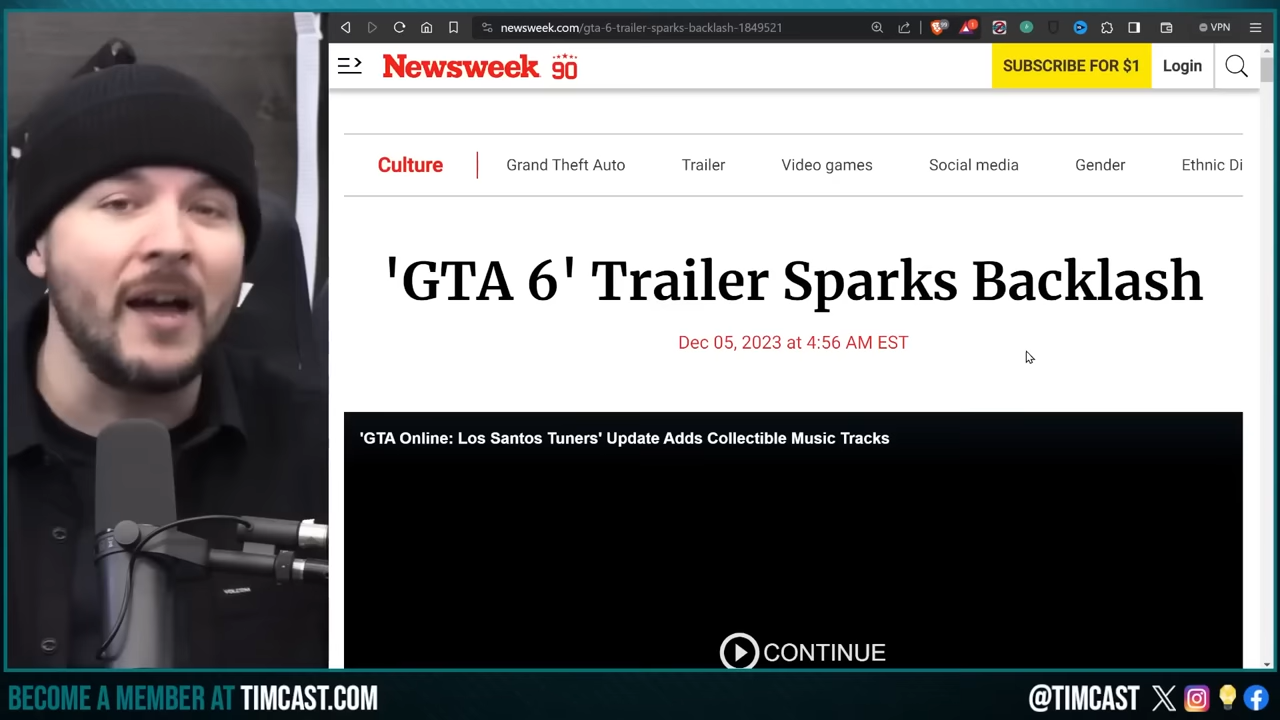 newsweek.com/gta-6-trailer-sparks-backlash-1849521
VPN
Newsweek 90
SUBSCRIBE FOR $1
Login
Culture
Grand Theft Auto
Trailer
Video games
Social media
Gender
Ethnic Di
'GTA 6' Trailer Sparks Backlash
Dec 05, 2023 at 4:56 AM EST
'GTA Online: Los Santos Tuners' Update Adds Collectible Music Tracks
CONTINUE
VOLCOM
BECOME A MEMBER AT TIMCAST.COM
@TIMCAST